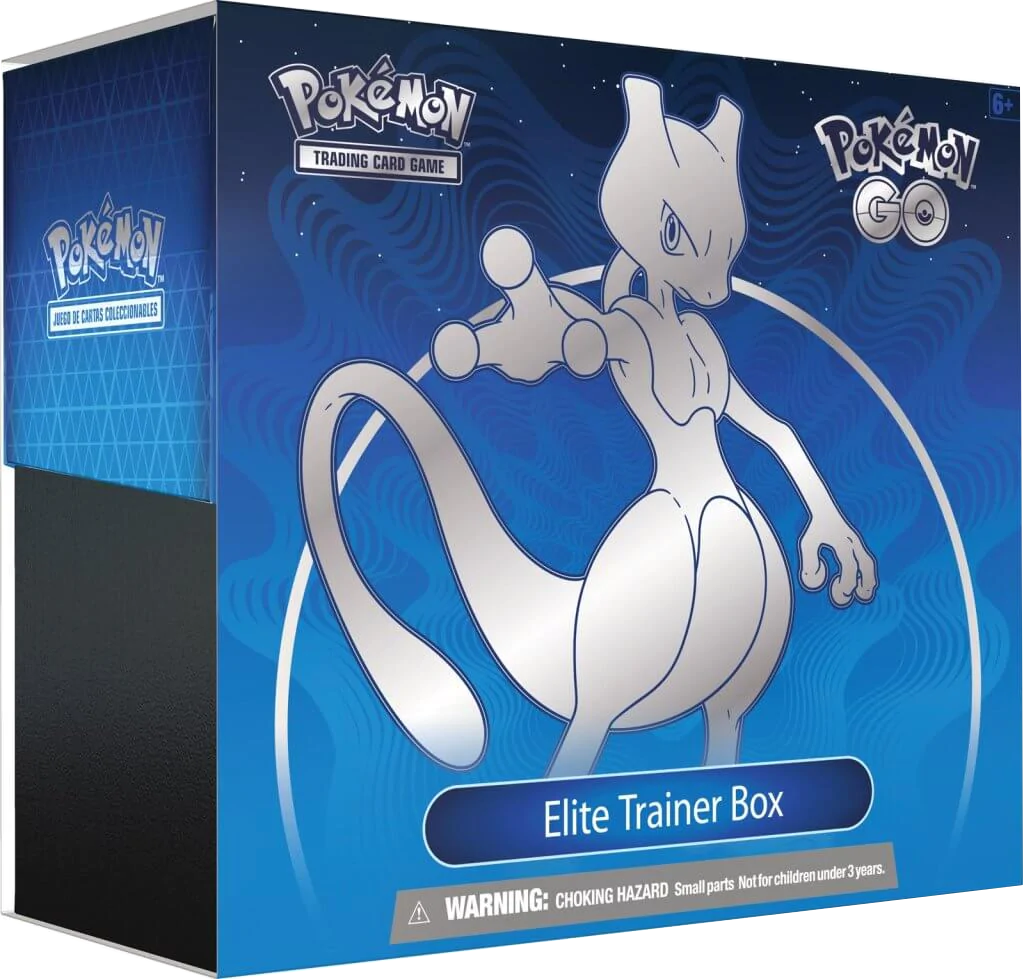 POKéMON
TRADING CARD GAME
6+
POKéMON
GO
POKéMON
JUEGO DE CARTAS COLECCIONABLES
Elite Trainer Box
WARNING: CHOKING HAZARD Small parts Not for children under 3 years.